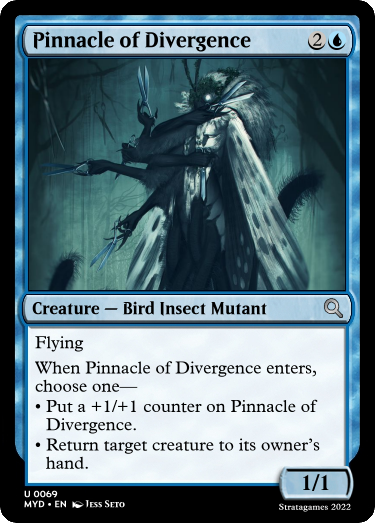 Pinnacle of Divergence 2
Creature — Bird Insect Mutant
Flying
When Pinnacle of Divergence enters,
choose one—
• Put a +1/+1 counter on Pinnacle of
Divergence.
• Return target creature to its owner's
hand.
1/1
U 0069
MYD • EN Jess Seto
Stratagames 2022